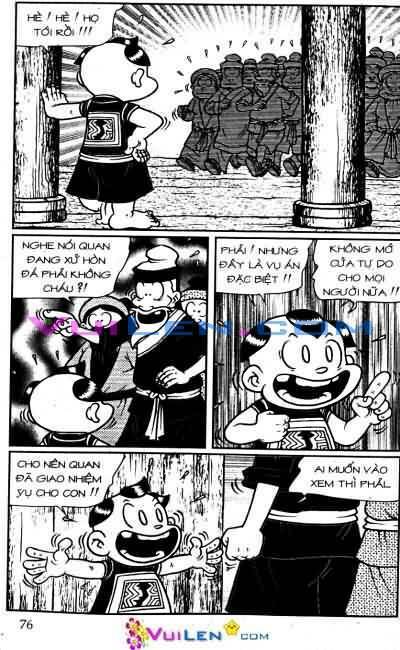 HÈ ! HÈ ! HỌ
TỚI RỒI !!!
NGHE NÓI QUAN
ĐANG XỬ HÒN
ĐÁ PHẢI KHÔNG
CHÁU ?!
PHẢI ! NHƯNG
ĐÂY LÀ VỤ ÁN
ĐẶC BIỆT !!
KHÔNG MỞ
CỬA TỰ DO
CHO MỌI
NGƯỜI NỮA !!
VUILEN.COM
CHO NÊN QUAN
ĐÃ GIAO NHIỆM
VỤ CHO CON !!
AI MUỐN VÀO
XEM THÌ PHẢI..
76
VUILEN.COM